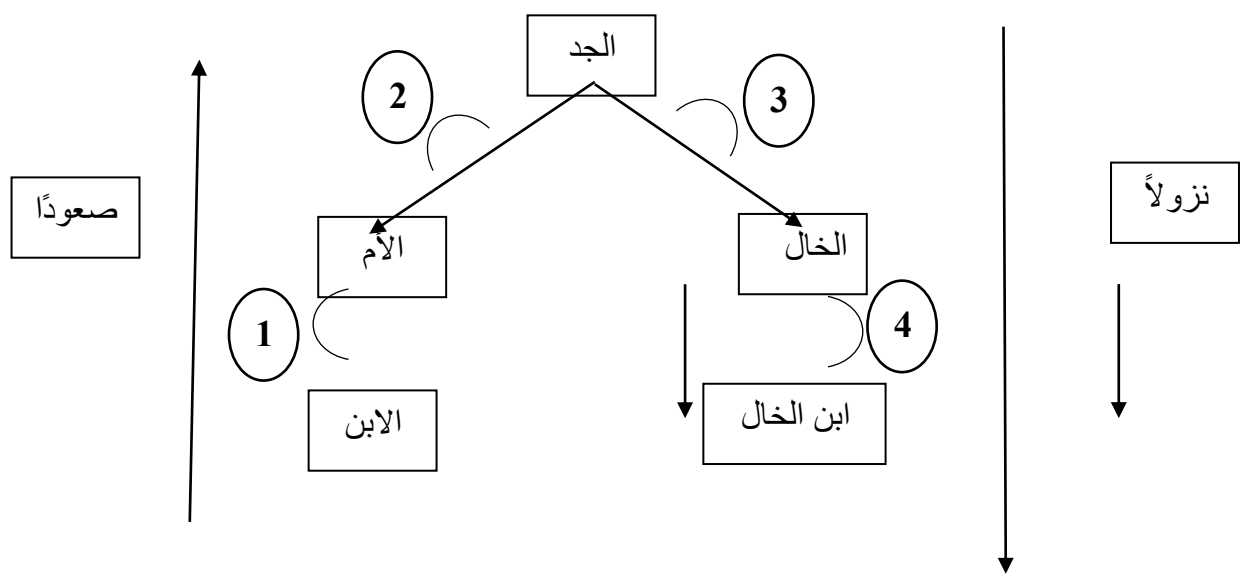 الجد
3
2
نزولاً
صعودًا
الخال
الأم
4
1
ابن الخال
الابن